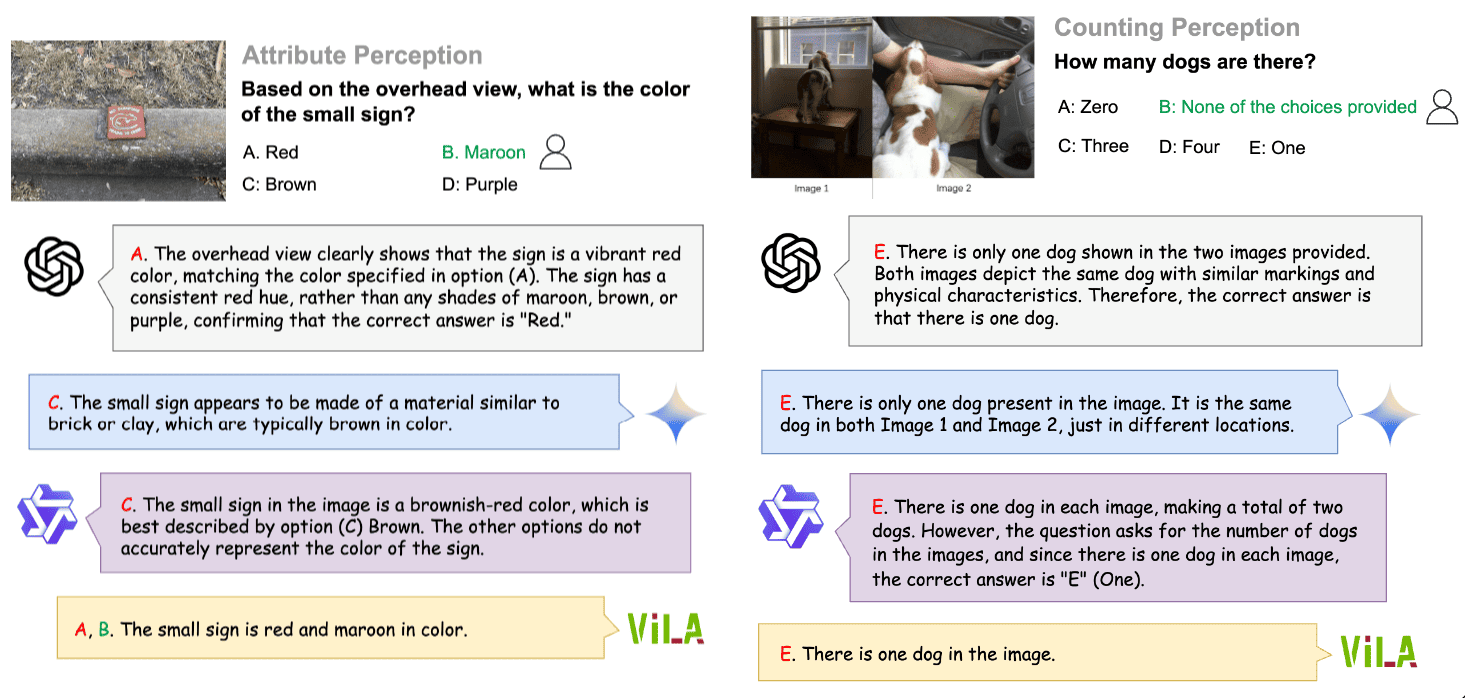 Attribute Perception
Based on the overhead view, what is the color
of the small sign?
A. Red
B. Maroon
C: Brown
D: Purple
A. The overhead view clearly shows that the sign is a vibrant red
color, matching the color specified in option (A). The sign has a
consistent red hue, rather than any shades of maroon, brown, or
purple, confirming that the correct answer is "Red."
C. The small sign appears to be made of a material similar to
brick or clay, which are typically brown in color.
C. The small sign in the image is a brownish-red color, which is
best described by option (C) Brown. The other options do not
accurately represent the color of the sign.
A, B. The small sign is red and maroon in color.
ViLA
Counting Perception
How many dogs are there?
A: Zero
B: None of the choices provided
C: Three
D: Four
E: One
Image 1
Image 2
E. There is only one dog shown in the two images provided.
Both images depict the same dog with similar markings and
physical characteristics. Therefore, the correct answer is
that there is one dog.
E. There is only one dog present in the image. It is the same
dog in both Image 1 and Image 2, just in different locations.
E. There is one dog in each image, making a total of two
dogs. However, the question asks for the number of dogs
in the images, and since there is one dog in each image,
the correct answer is "E" (One).
E. There is one dog in the image.
ViLA